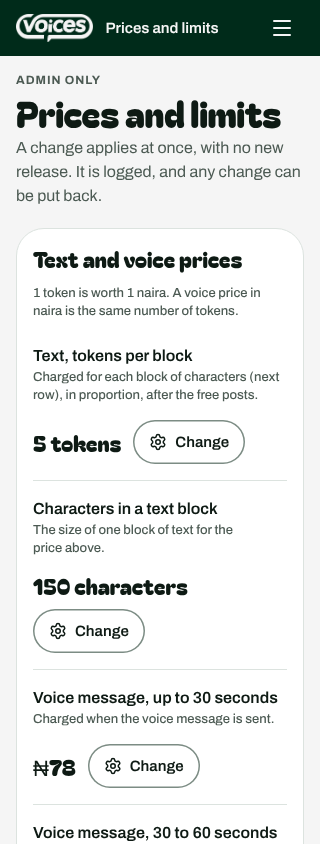 Voices
Prices and limits
ADMIN ONLY
Prices and limits
A change applies at once, with no new
release. It is logged, and any change can
be put back.
Text and voice prices
1 token is worth 1 naira. A voice price in
naira is the same number of tokens.
Text, tokens per block
Charged for each block of characters (next
row), in proportion, after the free posts.
5 tokens
Change
Characters in a text block
The size of one block of text for the
price above.
150 characters
Change
Voice message, up to 30 seconds
Charged when the voice message is sent.
₦78
Change
Voice message, 30 to 60 seconds